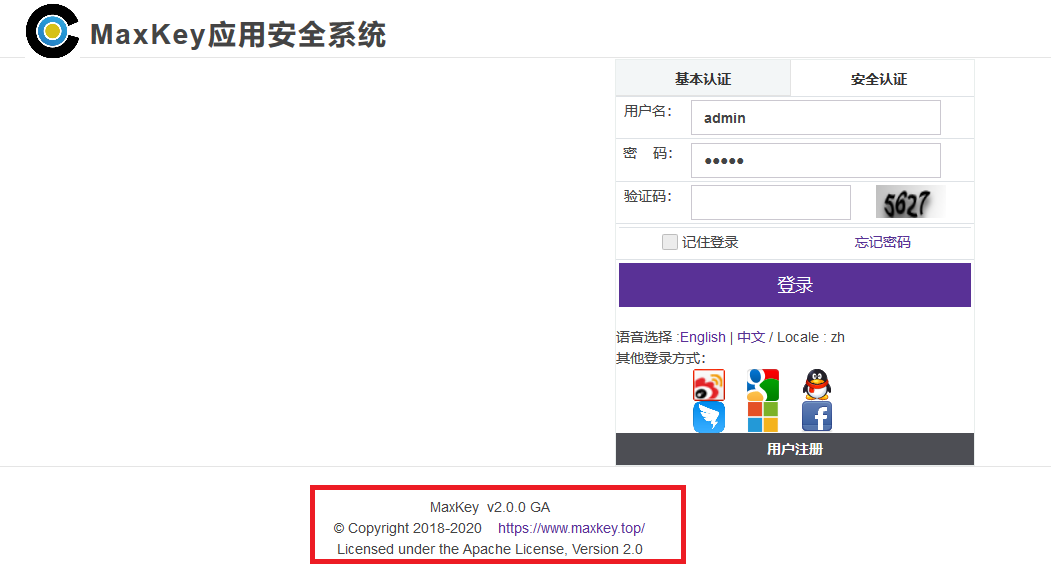 MaxKey应用安全系统
基本认证 安全认证
用户名: admin
密 码: •••••
验证码: 5627
记住登录 忘记密码
登录
语音选择 :English | 中文 / Locale : zh
其他登录方式:
用户注册
MaxKey v2.0.0 GA
© Copyright 2018-2020 https://www.maxkey.top/
Licensed under the Apache License, Version 2.0